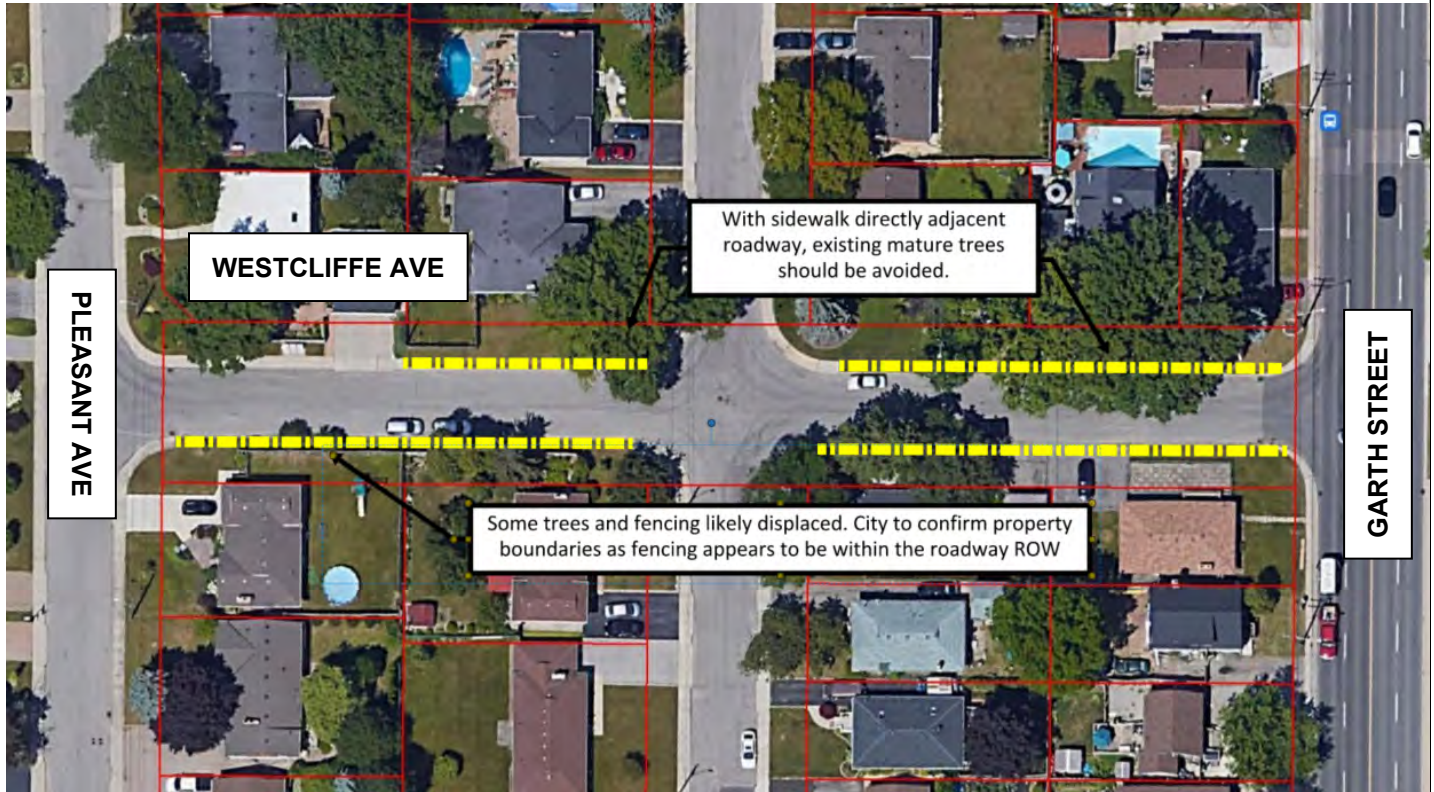 With sidewalk directly adjacent
roadway, existing mature trees
should be avoided.
WESTCLIFFE AVE
PLEASANT AVE
GARTH STREET
Some trees and fencing likely displaced. City to confirm property
boundaries as fencing appears to be within the roadway ROW